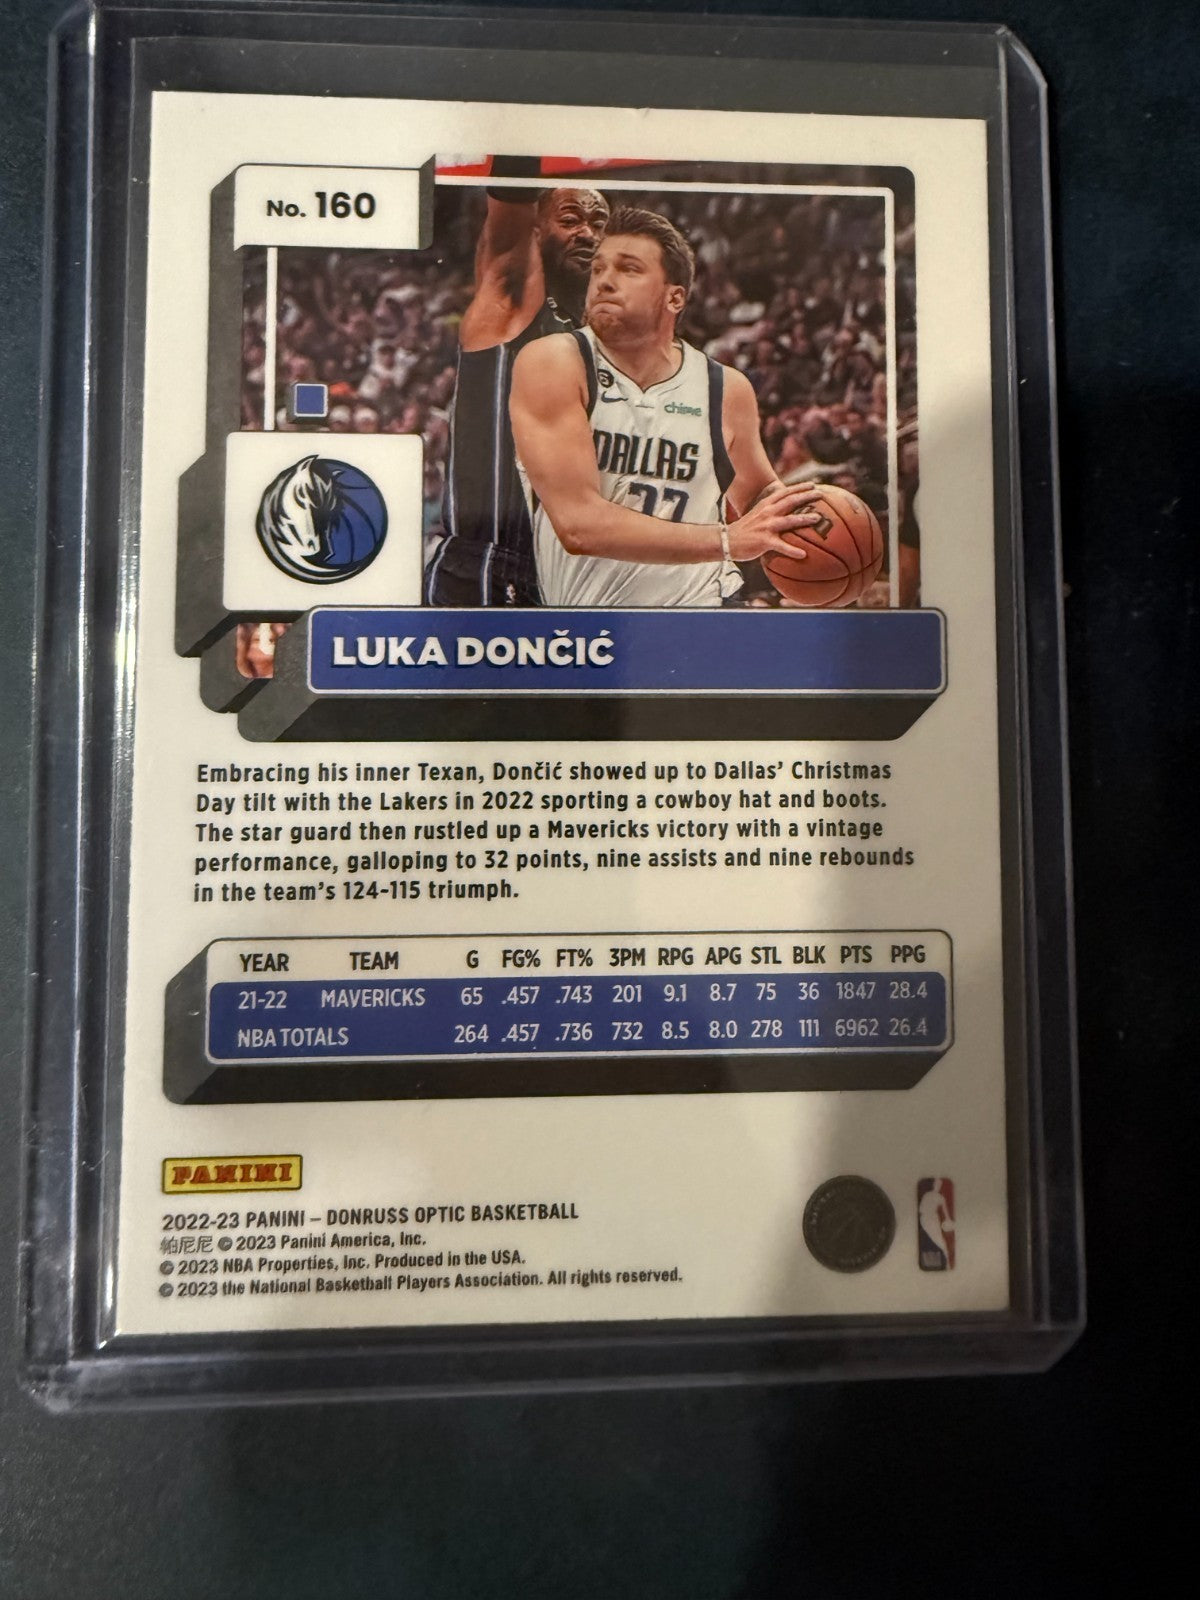 No. 160
chime
DALLAS
77
LUKA DONČIĆ
Embracing his inner Texan, Dončić showed up to Dallas’ Christmas
Day tilt with the Lakers in 2022 sporting a cowboy hat and boots.
The star guard then rustled up a Mavericks victory with a vintage
performance, galloping to 32 points, nine assists and nine rebounds
in the team’s 124-115 triumph.
YEAR TEAM G FG% FT% 3PM RPG APG STL BLK PTS PPG
21-22 MAVERICKS 65 .457 .743 201 9.1 8.7 75 36 1847 28.4
NBA TOTALS 264 .457 .736 732 8.5 8.0 278 111 6962 26.4
PANINI
2022-23 PANINI – DONRUSS OPTIC BASKETBALL
帕尼尼 © 2023 Panini America, Inc.
© 2023 NBA Properties, Inc. Produced in the USA.
© 2023 the National Basketball Players Association. All rights reserved.